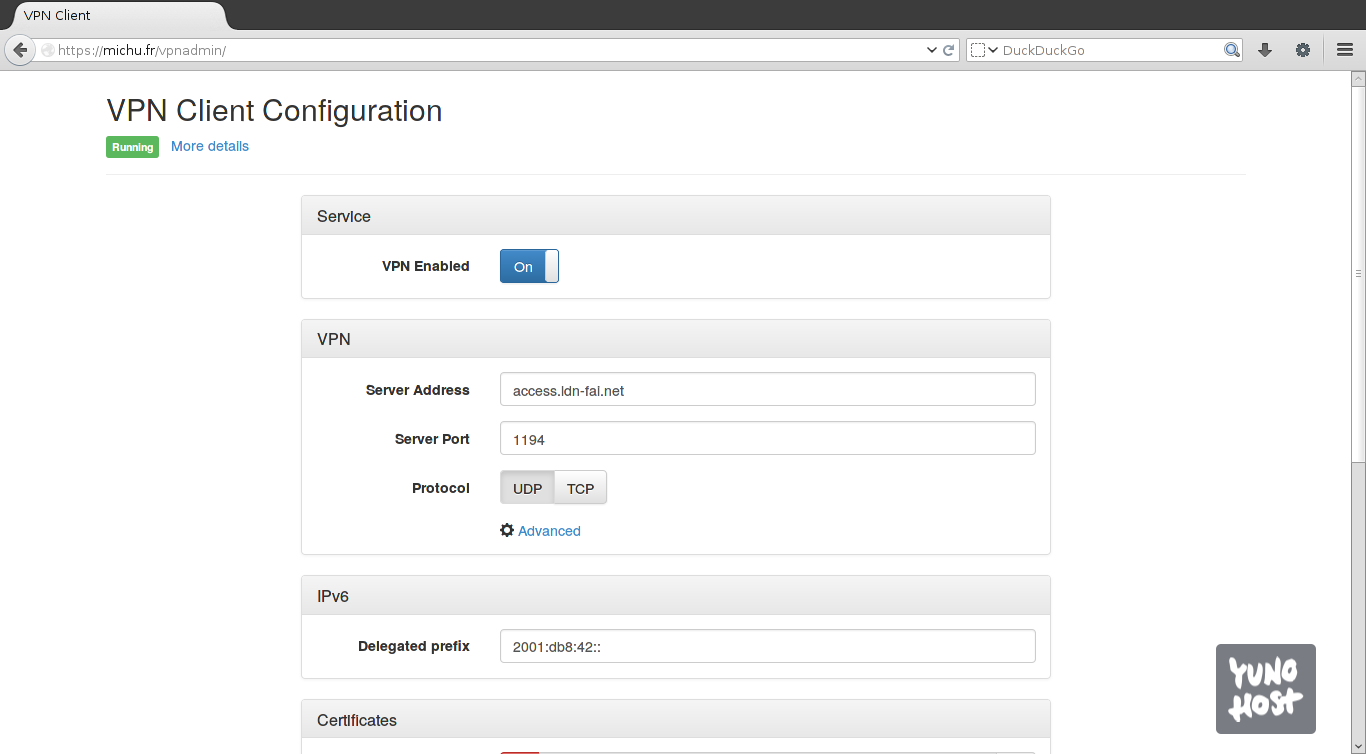 VPN Client
https://michu.fr/vpnadmin/
DuckDuckGo
VPN Client Configuration
Running More details
Service
VPN Enabled On
VPN
Server Address access.ldn-fai.net
Server Port 1194
Protocol UDP TCP
Advanced
IPv6
Delegated prefix 2001:db8:42::
Certificates
YUNO
HOST